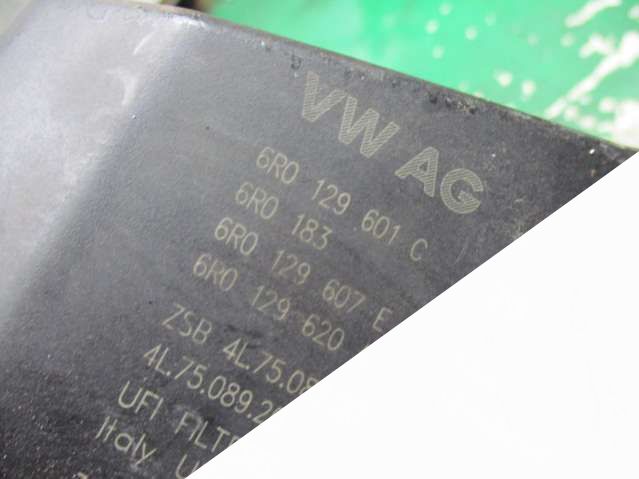 VW AG
6R0 129 601 C
6R0 183
6R0 129 607 E
6R0 129 620
ZSB 4L.75.08
4L.75.089.2
UFI FILT
Italy U